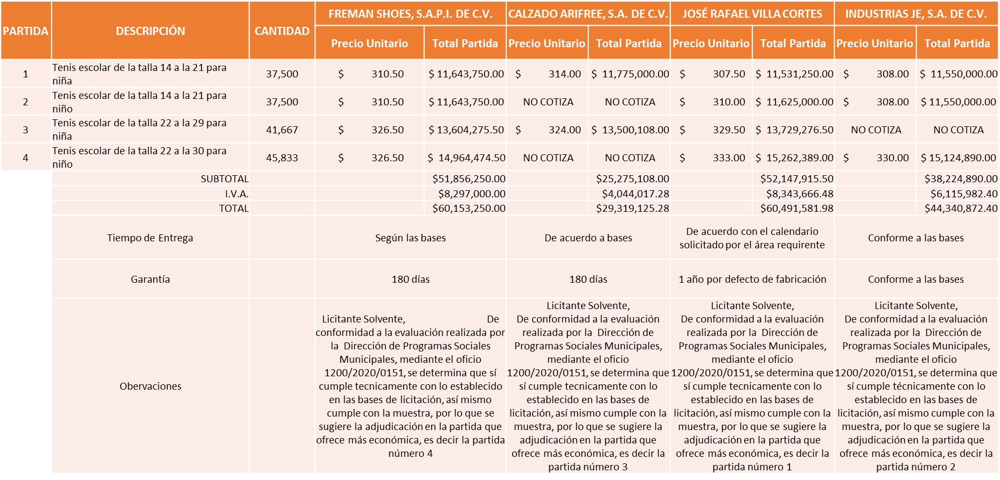 PARTIDA DESCRIPCIÓN CANTIDAD FREMAN SHOES, S.A.P.I. DE C.V. CALZADO ARIFREE, S.A. DE C.V. JOSÉ RAFAEL VILLA CORTES INDUSTRIAS JE, S.A. DE C.V.
Precio Unitario Total Partida Precio Unitario Total Partida Precio Unitario Total Partida Precio Unitario Total Partida
1 Tenis escolar de la talla 14 a la 21 para niña 37,500 $ 310.50 $ 11,643,750.00 $ 314.00 $ 11,775,000.00 $ 307.50 $ 11,531,250.00 $ 308.00 $ 11,550,000.00
2 Tenis escolar de la talla 14 a la 21 para niño 37,500 $ 310.50 $ 11,643,750.00 NO COTIZA NO COTIZA $ 310.00 $ 11,625,000.00 $ 308.00 $ 11,550,000.00
3 Tenis escolar de la talla 22 a la 29 para niña 41,667 $ 326.50 $ 13,604,275.50 $ 324.00 $ 13,500,108.00 $ 329.50 $ 13,729,276.50 NO COTIZA NO COTIZA
4 Tenis escolar de la talla 22 a la 30 para niño 45,833 $ 326.50 $ 14,964,474.50 NO COTIZA NO COTIZA $ 333.00 $ 15,262,389.00 $ 330.00 $ 15,124,890.00
SUBTOTAL $51,856,250.00 $25,275,108.00 $52,147,915.50 $38,224,890.00
I.V.A. $8,297,000.00 $4,044,017.28 $8,343,666.48 $6,115,982.40
TOTAL $60,153,250.00 $29,319,125.28 $60,491,581.98 $44,340,872.40
Tiempo de Entrega
Según las bases
De acuerdo a bases
De acuerdo con el calendario
solicitado por el área requirente
Conforme a las bases
Garantía
180 días
180 días
1 año por defecto de fabricación
Conforme a las bases
Obervaciones
Licitante Solvente, De
conformidad a la evaluación realizada por
la Dirección de Programas Sociales
Municipales, mediante el oficio
1200/2020/0151, se determina que sí
cumple tecnicamente con lo establecido
en las bases de licitación, así mismo
cumple con la muestra, por lo que se
sugiere la adjudicación en la partida que
ofrece más económica, es decir la partida
número 4
Licitante Solvente,
De conformidad a la evaluación
realizada por la Dirección de
Programas Sociales Municipales,
mediante el oficio
1200/2020/0151, se determina que
sí cumple tecnicamente con lo
establecido en las bases de
licitación, así mismo cumple con la
muestra, por lo que se sugiere la
adjudicación en la partida que
ofrece más económica, es decir la
partida número 3
Licitante Solvente,
De conformidad a la evaluación
realizada por la Dirección de
Programas Sociales Municipales,
mediante el oficio
1200/2020/0151, se determina que
sí cumple tecnicamente con lo
establecido en las bases de
licitación, así mismo cumple con la
muestra, por lo que se sugiere la
adjudicación en la partida que
ofrece más económica, es decir la
partida número 1
Licitante Solvente,
De conformidad a la evaluación
realizada por la Dirección de
Programas Sociales Municipales,
mediante el oficio
1200/2020/0151, se determina que
sí cumple técnicamente con lo
establecido en las bases de
licitación, así mismo cumple con la
muestra, por lo que se sugiere la
adjudicación en la partida que
ofrece más económica, es decir la
partida número 2